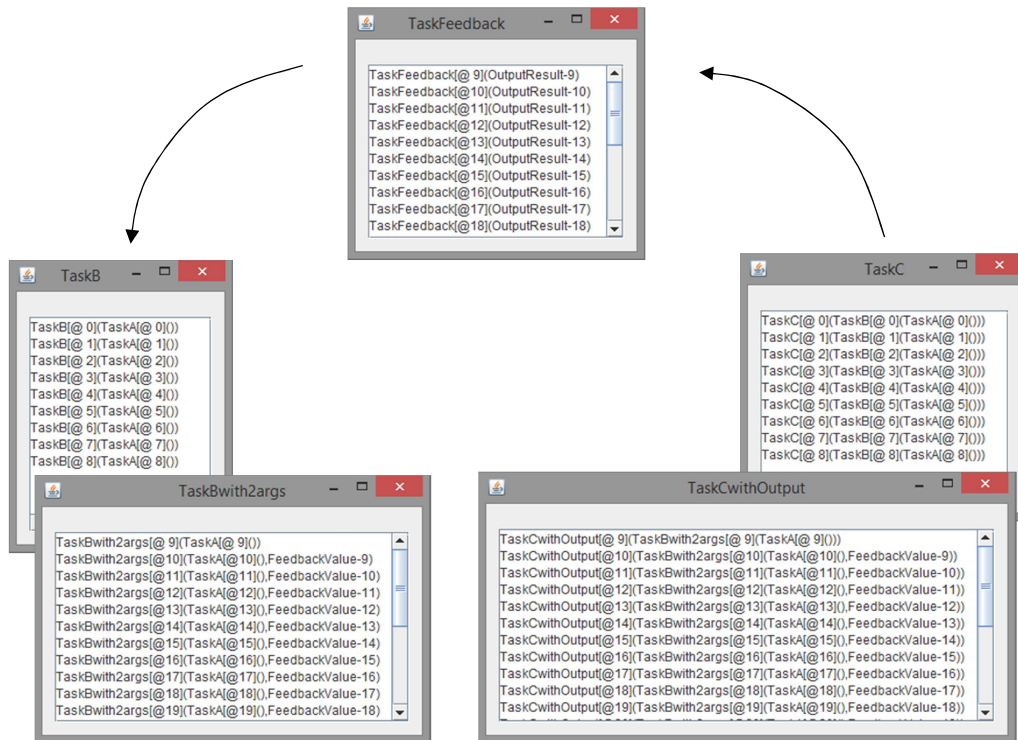 TaskFeedback
TaskFeedback[@ 9](OutputResult-9)
TaskFeedback[@10](OutputResult-10)
TaskFeedback[@11](OutputResult-11)
TaskFeedback[@12](OutputResult-12)
TaskFeedback[@13](OutputResult-13)
TaskFeedback[@14](OutputResult-14)
TaskFeedback[@15](OutputResult-15)
TaskFeedback[@16](OutputResult-16)
TaskFeedback[@17](OutputResult-17)
TaskFeedback[@18](OutputResult-18)
TaskB
TaskB[@ 0](TaskA[@ 0]())
TaskB[@ 1](TaskA[@ 1]())
TaskB[@ 2](TaskA[@ 2]())
TaskB[@ 3](TaskA[@ 3]())
TaskB[@ 4](TaskA[@ 4]())
TaskB[@ 5](TaskA[@ 5]())
TaskB[@ 6](TaskA[@ 6]())
TaskB[@ 7](TaskA[@ 7]())
TaskB[@ 8](TaskA[@ 8]())
TaskC
TaskC[@ 0](TaskB[@ 0](TaskA[@ 0]()))
TaskC[@ 1](TaskB[@ 1](TaskA[@ 1]()))
TaskC[@ 2](TaskB[@ 2](TaskA[@ 2]()))
TaskC[@ 3](TaskB[@ 3](TaskA[@ 3]()))
TaskC[@ 4](TaskB[@ 4](TaskA[@ 4]()))
TaskC[@ 5](TaskB[@ 5](TaskA[@ 5]()))
TaskC[@ 6](TaskB[@ 6](TaskA[@ 6]()))
TaskC[@ 7](TaskB[@ 7](TaskA[@ 7]()))
TaskC[@ 8](TaskB[@ 8](TaskA[@ 8]()))
TaskBwith2args
TaskBwith2args[@ 9](TaskA[@ 9]())
TaskBwith2args[@10](TaskA[@10](),FeedbackValue-9)
TaskBwith2args[@11](TaskA[@11](),FeedbackValue-10)
TaskBwith2args[@12](TaskA[@12](),FeedbackValue-11)
TaskBwith2args[@13](TaskA[@13](),FeedbackValue-12)
TaskBwith2args[@14](TaskA[@14](),FeedbackValue-13)
TaskBwith2args[@15](TaskA[@15](),FeedbackValue-14)
TaskBwith2args[@16](TaskA[@16](),FeedbackValue-15)
TaskBwith2args[@17](TaskA[@17](),FeedbackValue-16)
TaskBwith2args[@18](TaskA[@18](),FeedbackValue-17)
TaskBwith2args[@19](TaskA[@19](),FeedbackValue-18)
TaskCwithOutput
TaskCwithOutput[@ 9](TaskBwith2args[@ 9](TaskA[@ 9]()))
TaskCwithOutput[@10](TaskBwith2args[@10](TaskA[@10](),FeedbackValue-9))
TaskCwithOutput[@11](TaskBwith2args[@11](TaskA[@11](),FeedbackValue-10))
TaskCwithOutput[@12](TaskBwith2args[@12](TaskA[@12](),FeedbackValue-11))
TaskCwithOutput[@13](TaskBwith2args[@13](TaskA[@13](),FeedbackValue-12))
TaskCwithOutput[@14](TaskBwith2args[@14](TaskA[@14](),FeedbackValue-13))
TaskCwithOutput[@15](TaskBwith2args[@15](TaskA[@15](),FeedbackValue-14))
TaskCwithOutput[@16](TaskBwith2args[@16](TaskA[@16](),FeedbackValue-15))
TaskCwithOutput[@17](TaskBwith2args[@17](TaskA[@17](),FeedbackValue-16))
TaskCwithOutput[@18](TaskBwith2args[@18](TaskA[@18](),FeedbackValue-17))
TaskCwithOutput[@19](TaskBwith2args[@19](TaskA[@19](),FeedbackValue-18))